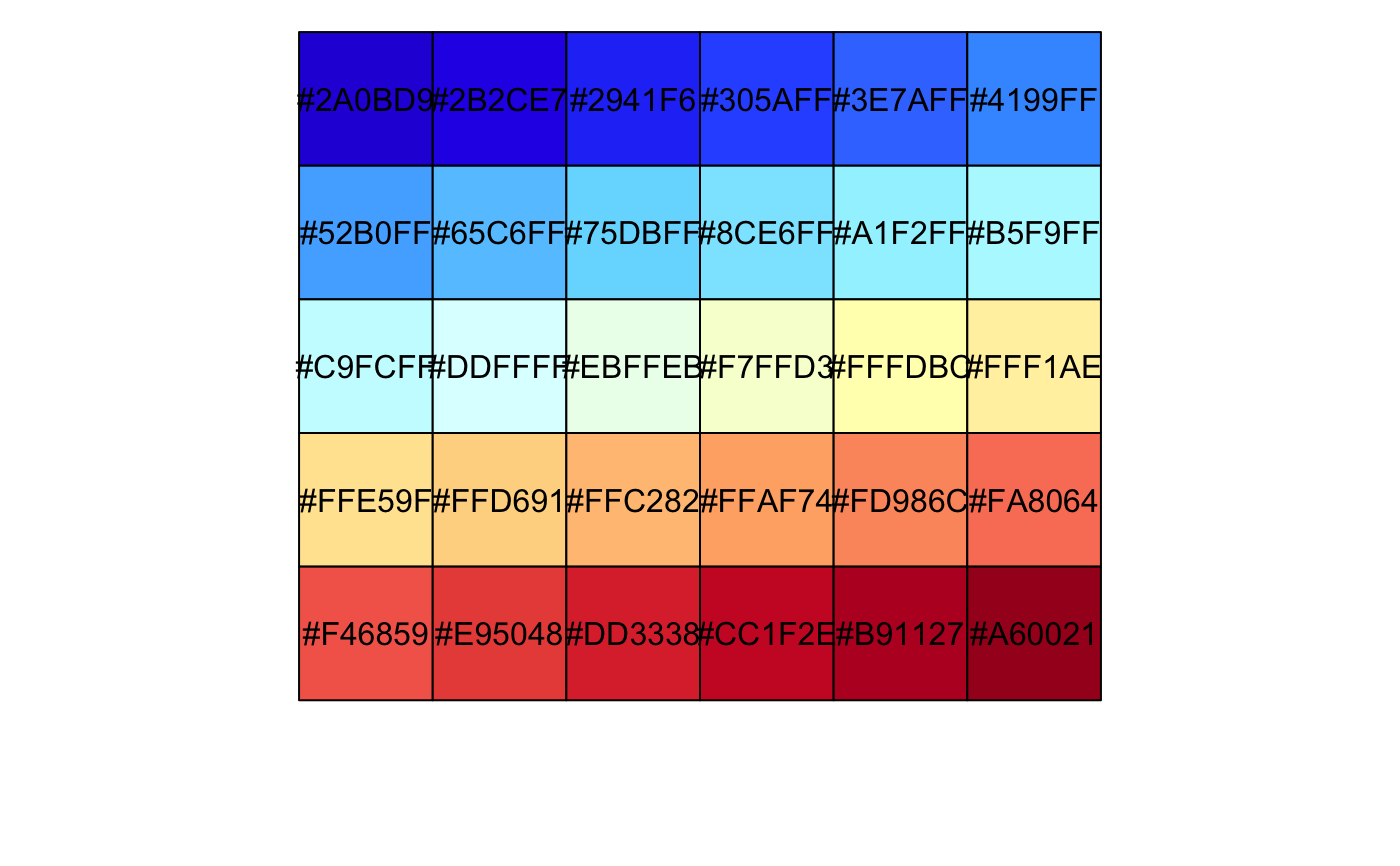 #2A0BD9 #2B2CE7 #2941F6 #305AFF #3E7AFF #4199FF
#52B0FF #65C6FF #75DBFF #8CE6FF #A1F2FF #B5F9FF
#C9FCFF #DDFFFF #EBFFEB #F7FFD3 #FFFDBC #FFF1AE
#FFE59F #FFD691 #FFC282 #FFAF74 #FD986C #FA8064
#F46859 #E95048 #DD3338 #CC1F2E #B91127 #A60021